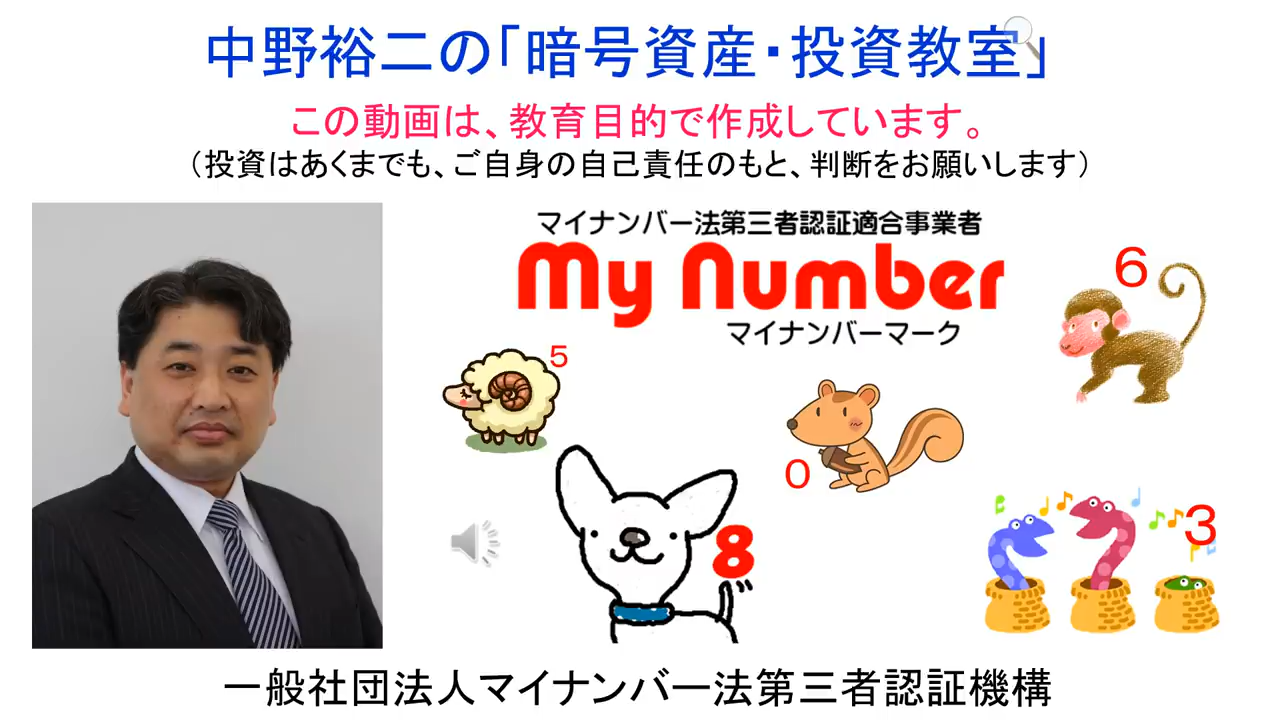 中野裕二の「暗号資産・投資教室」
この動画は、教育目的で作成しています。
（投資はあくまでも、ご自身の自己責任のもと、判断をお願いします）
マイナンバー法第三者認証適合事業者
My Number
マイナンバーマーク
6
5
0
3
8
一般社団法人マイナンバー法第三者認証機構